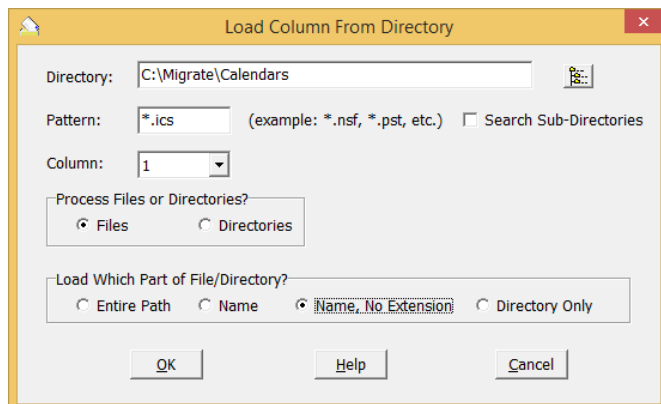 Load Column From Directory
Directory: C:\Migrate\Calendars
Pattern: *.ics (example: *.nsf, *.pst, etc.) Search Sub-Directories
Column: 1
Process Files or Directories?
Files Directories
Load Which Part of File/Directory?
Entire Path Name Name, No Extension Directory Only
OK Help Cancel